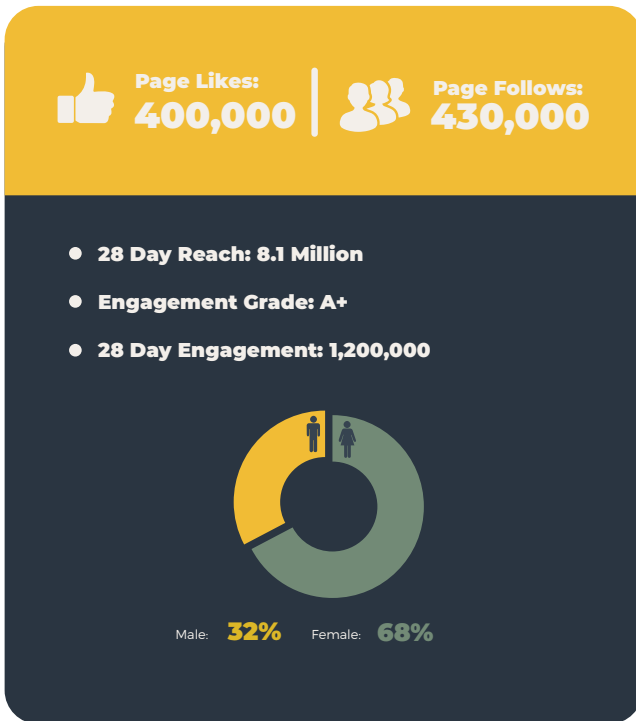 Page Likes:
400,000
Page Follows:
430,000
28 Day Reach: 8.1 Million
Engagement Grade: A+
28 Day Engagement: 1,200,000
Male: 32% Female: 68%